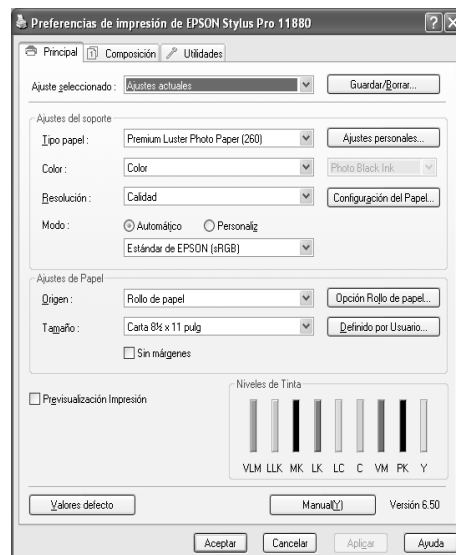 Preferencias de impresión de EPSON Stylus Pro 11880
Principal Composición Utilidades
Ajuste seleccionado : Ajustes actuales Guardar/Borrar...
Ajustes del soporte
Tipo papel : Premium Luster Photo Paper (260) Ajustes personales...
Color : Color Photo Black Ink
Resolución : Calidad Configuración del Papel...
Modo : Automático Personaliz
Estándar de EPSON (sRGB)
Ajustes de Papel
Origen : Rollo de papel Opción Rollo de papel...
Tamaño : Carta 8½ x 11 pulg Definido por Usuario...
Sin márgenes
Previsualización Impresión
Niveles de Tinta
VLM LLK MK LK LC C VM PK Y
Valores defecto Manual(Y) Versión 6.50
Aceptar Cancelar Aplicar Ayuda